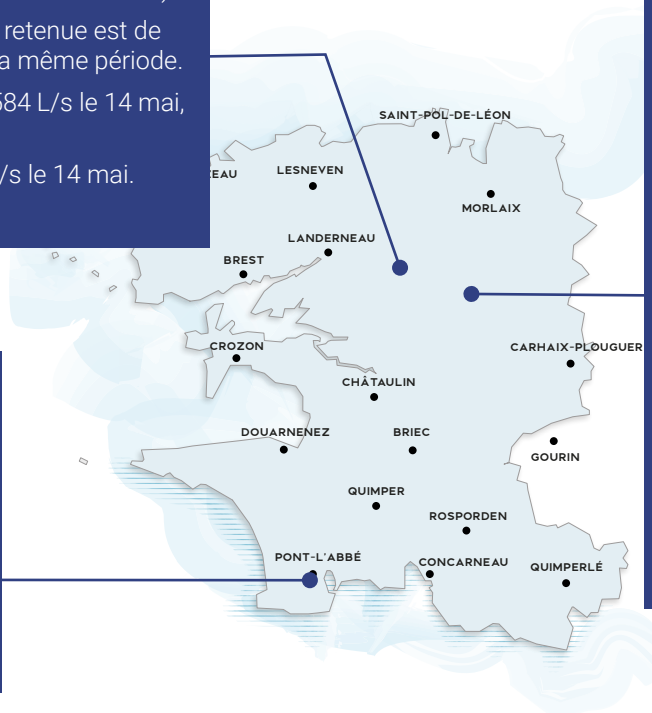 retenue est de
a même période.
584 L/s le 14 mai,
/s le 14 mai.
SAINT-POL-DE-LÉON
EAU
LESNEVEN
MORLAIX
LANDERNEAU
BREST
CROZON
CARHAIX-PLOUGUER
CHÂTAULIN
DOUARNENEZ
BRIEC
GOURIN
QUIMPER
ROSPORDEN
PONT-L'ABBÉ
CONCARNEAU
QUIMPERLÉ